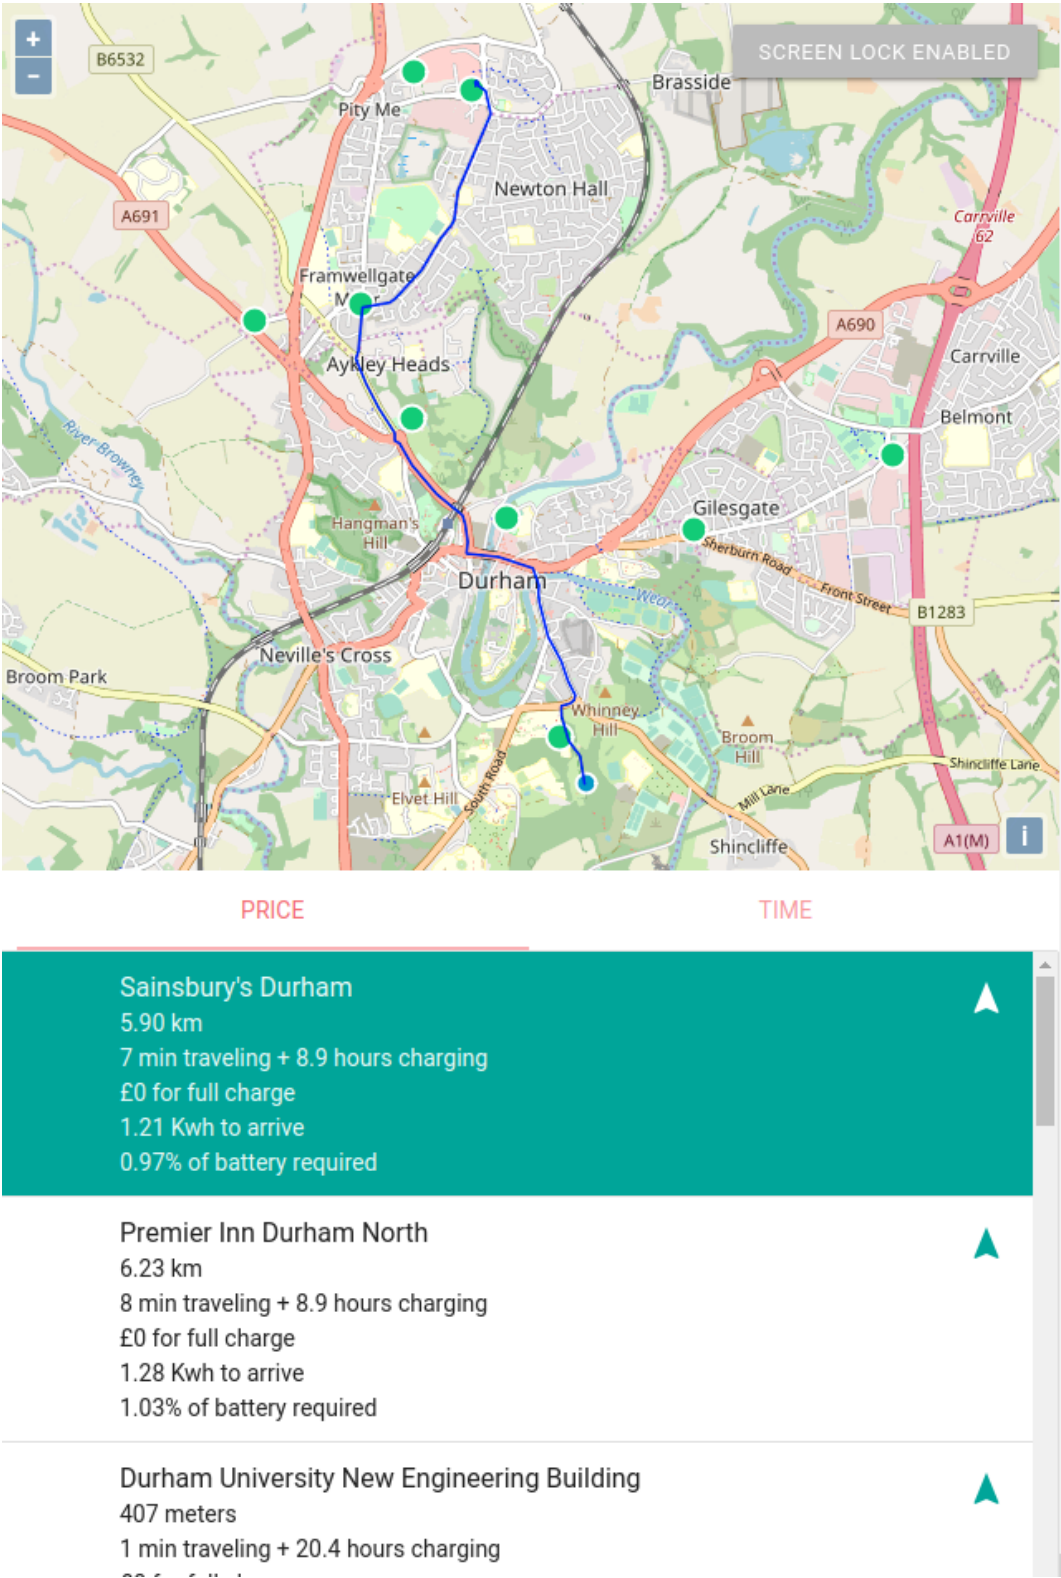 +
−
SCREEN LOCK ENABLED
B6532
Brasside
Pity Me
Newton Hall
A691
Carrville
62
Framwellgate
Moor
A690
Carrville
Aykley Heads
Belmont
River Browney
Gilesgate
Hangman's
Hill
Sherburn Road
Durham
Front Street
Wear
B1283
Neville's Cross
Broom Park
Whinney
Hill
Broom
Hill
South Road
Shincliffe Lane
Elvet Hill
Mill Lane
Shincliffe
A1(M)
i
PRICE
TIME
Sainsbury's Durham
5.90 km
7 min traveling + 8.9 hours charging
£0 for full charge
1.21 Kwh to arrive
0.97% of battery required
Premier Inn Durham North
6.23 km
8 min traveling + 8.9 hours charging
£0 for full charge
1.28 Kwh to arrive
1.03% of battery required
Durham University New Engineering Building
407 meters
1 min traveling + 20.4 hours charging